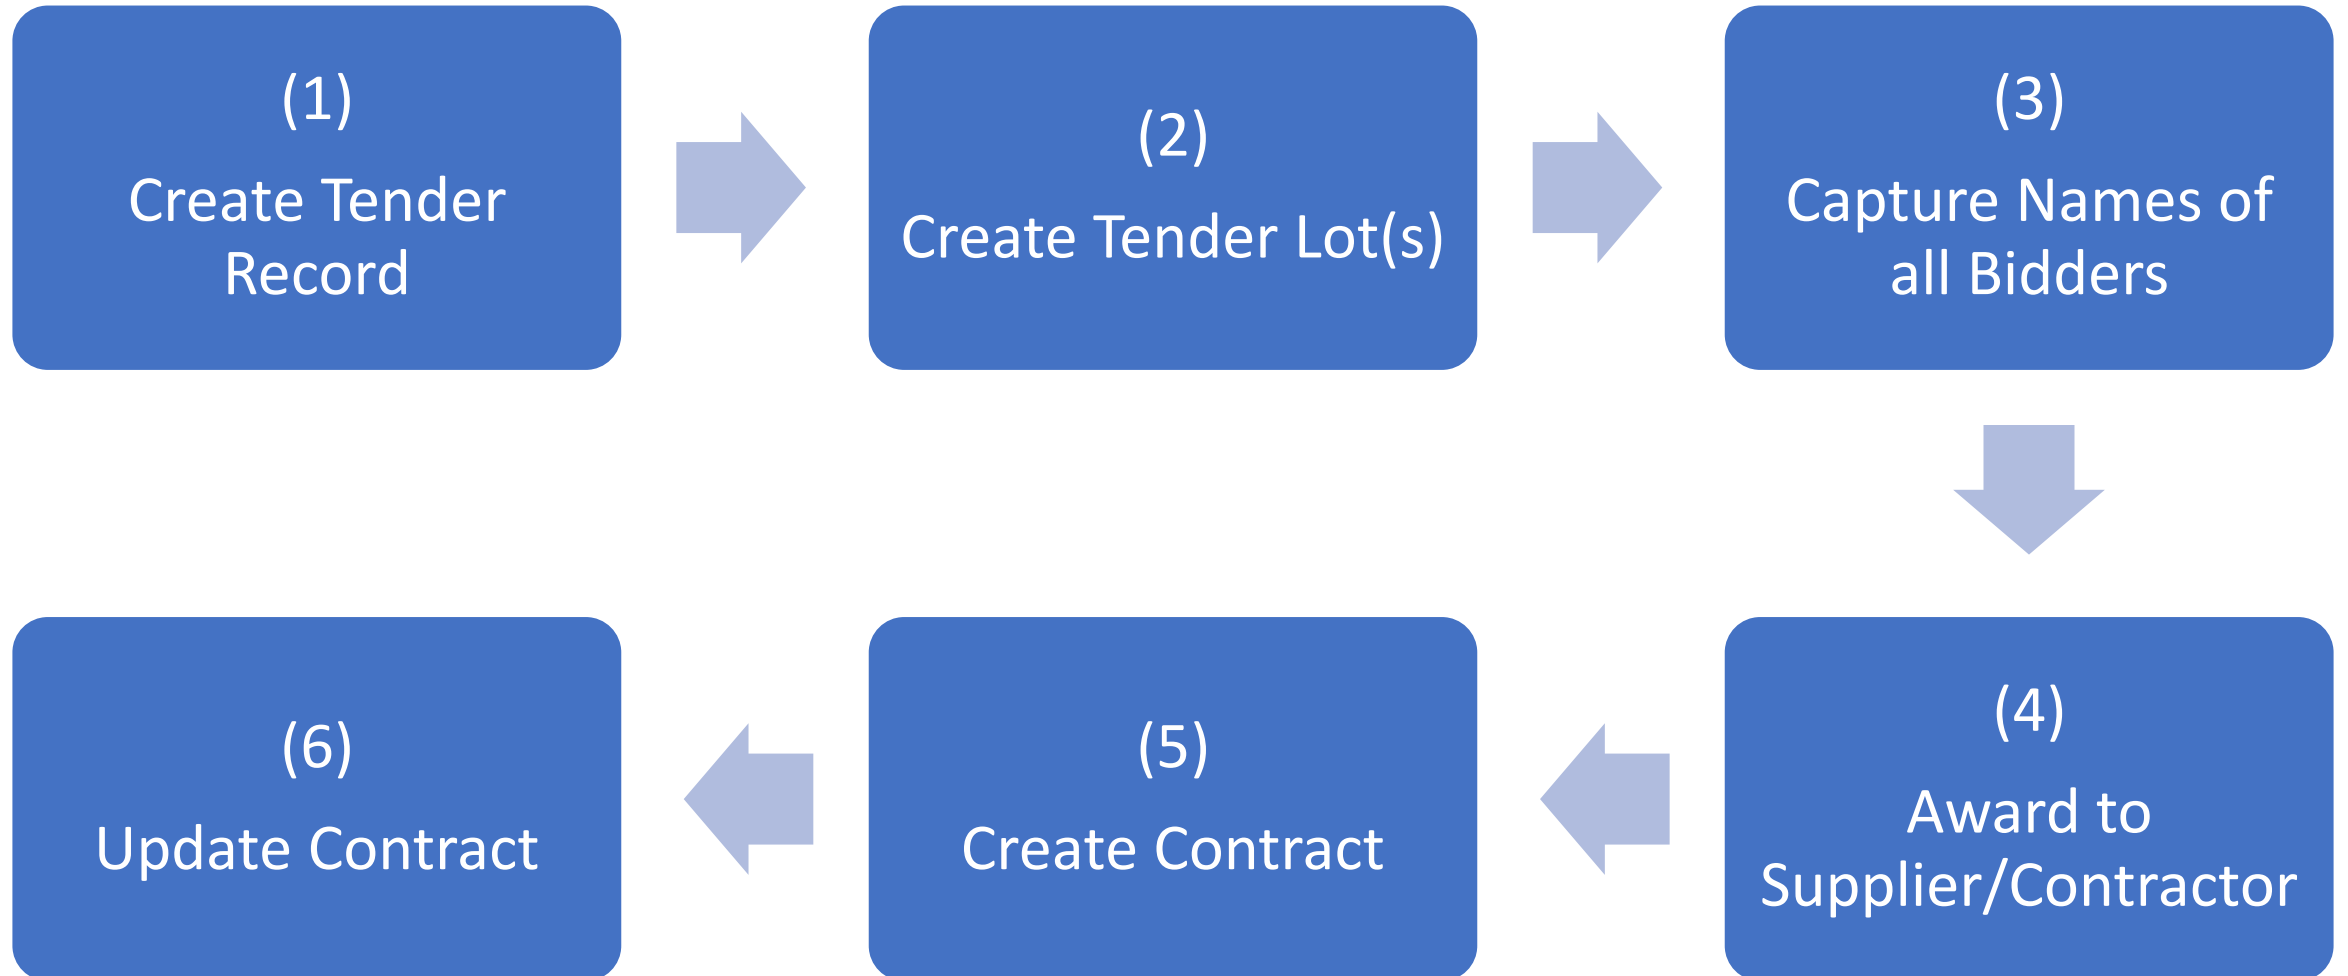 (1)
Create Tender
Record
(2)
Create Tender Lot(s)
(3)
Capture Names of
all Bidders
(4)
Award to
Supplier/Contractor
(5)
Create Contract
(6)
Update Contract